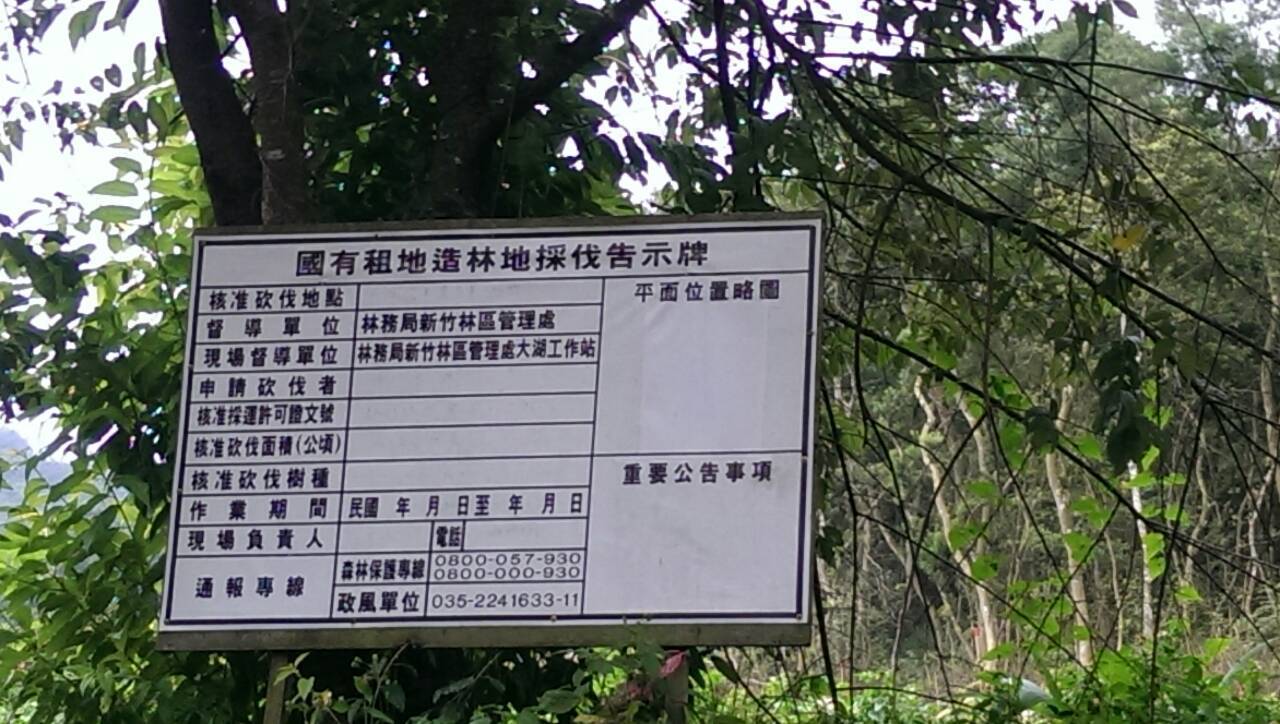 國有租地造林地採伐告示牌
核准砍伐地點
平面位置略圖
督導單位 林務局新竹林區管理處
現場督導單位 林務局新竹林區管理處大湖工作站
申請砍伐者
核准採運許可證文號
核准砍伐面積(公頃)
核准砍伐樹種
重要公告事項
作業期間 民國 年 月 日至 年 月 日
現場負責人 電話
通報專線 森林保護專線 0800-057-930
0800-000-930
政風單位 035-2241633-11